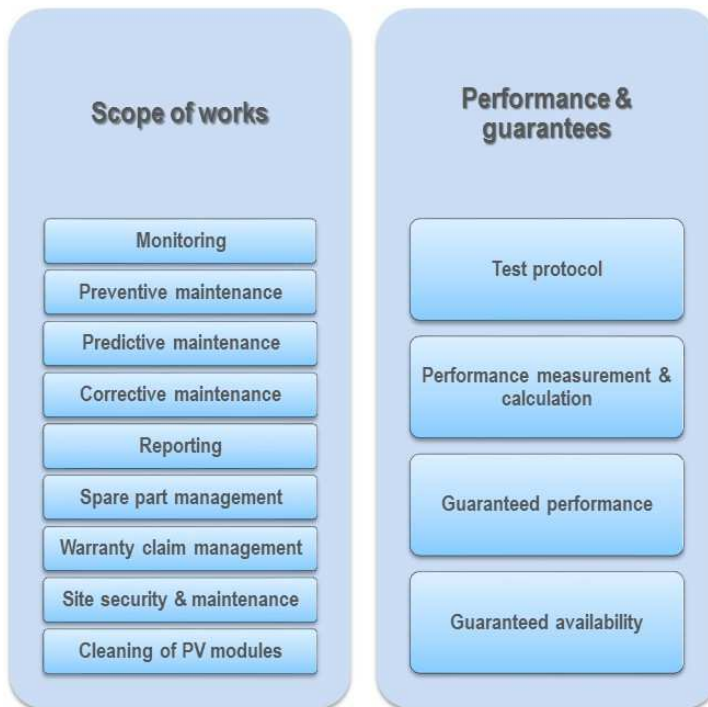 Scope of works
Monitoring
Preventive maintenance
Predictive maintenance
Corrective maintenance
Reporting
Spare part management
Warranty claim management
Site security & maintenance
Cleaning of PV modules
Performance &
guarantees
Test protocol
Performance measurement &
calculation
Guaranteed performance
Guaranteed availability